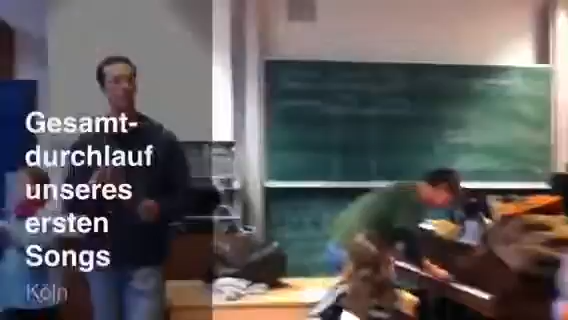 Gesamt-
durchlauf
unseres
ersten
Songs
Köln